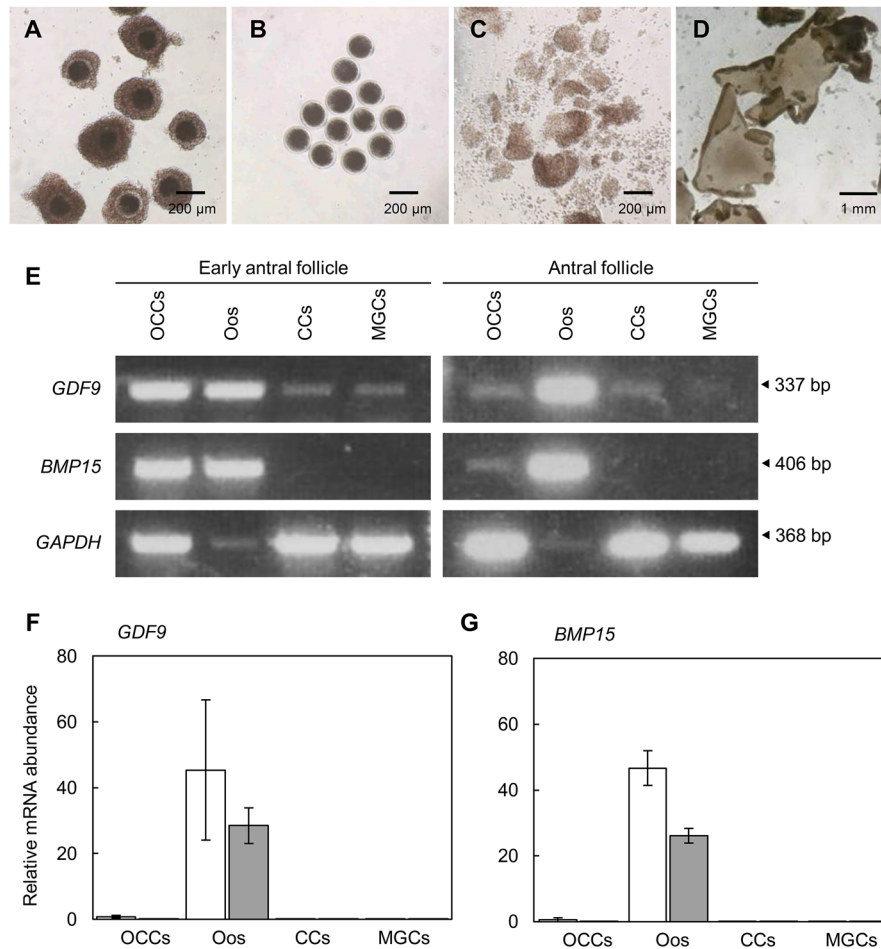 A
B
C
D
200 µm
200 µm
200 µm
1 mm
E
Early antral follicle
Antral follicle
OCCs
Oos
CCs
MGCs
OCCs
Oos
CCs
MGCs
GDF9
337 bp
BMP15
406 bp
GAPDH
368 bp
F
GDF9
G
BMP15
Relative mRNA abundance
80
60
40
20
0
OCCs
Oos
CCs
MGCs
80
60
40
20
0
OCCs
Oos
CCs
MGCs